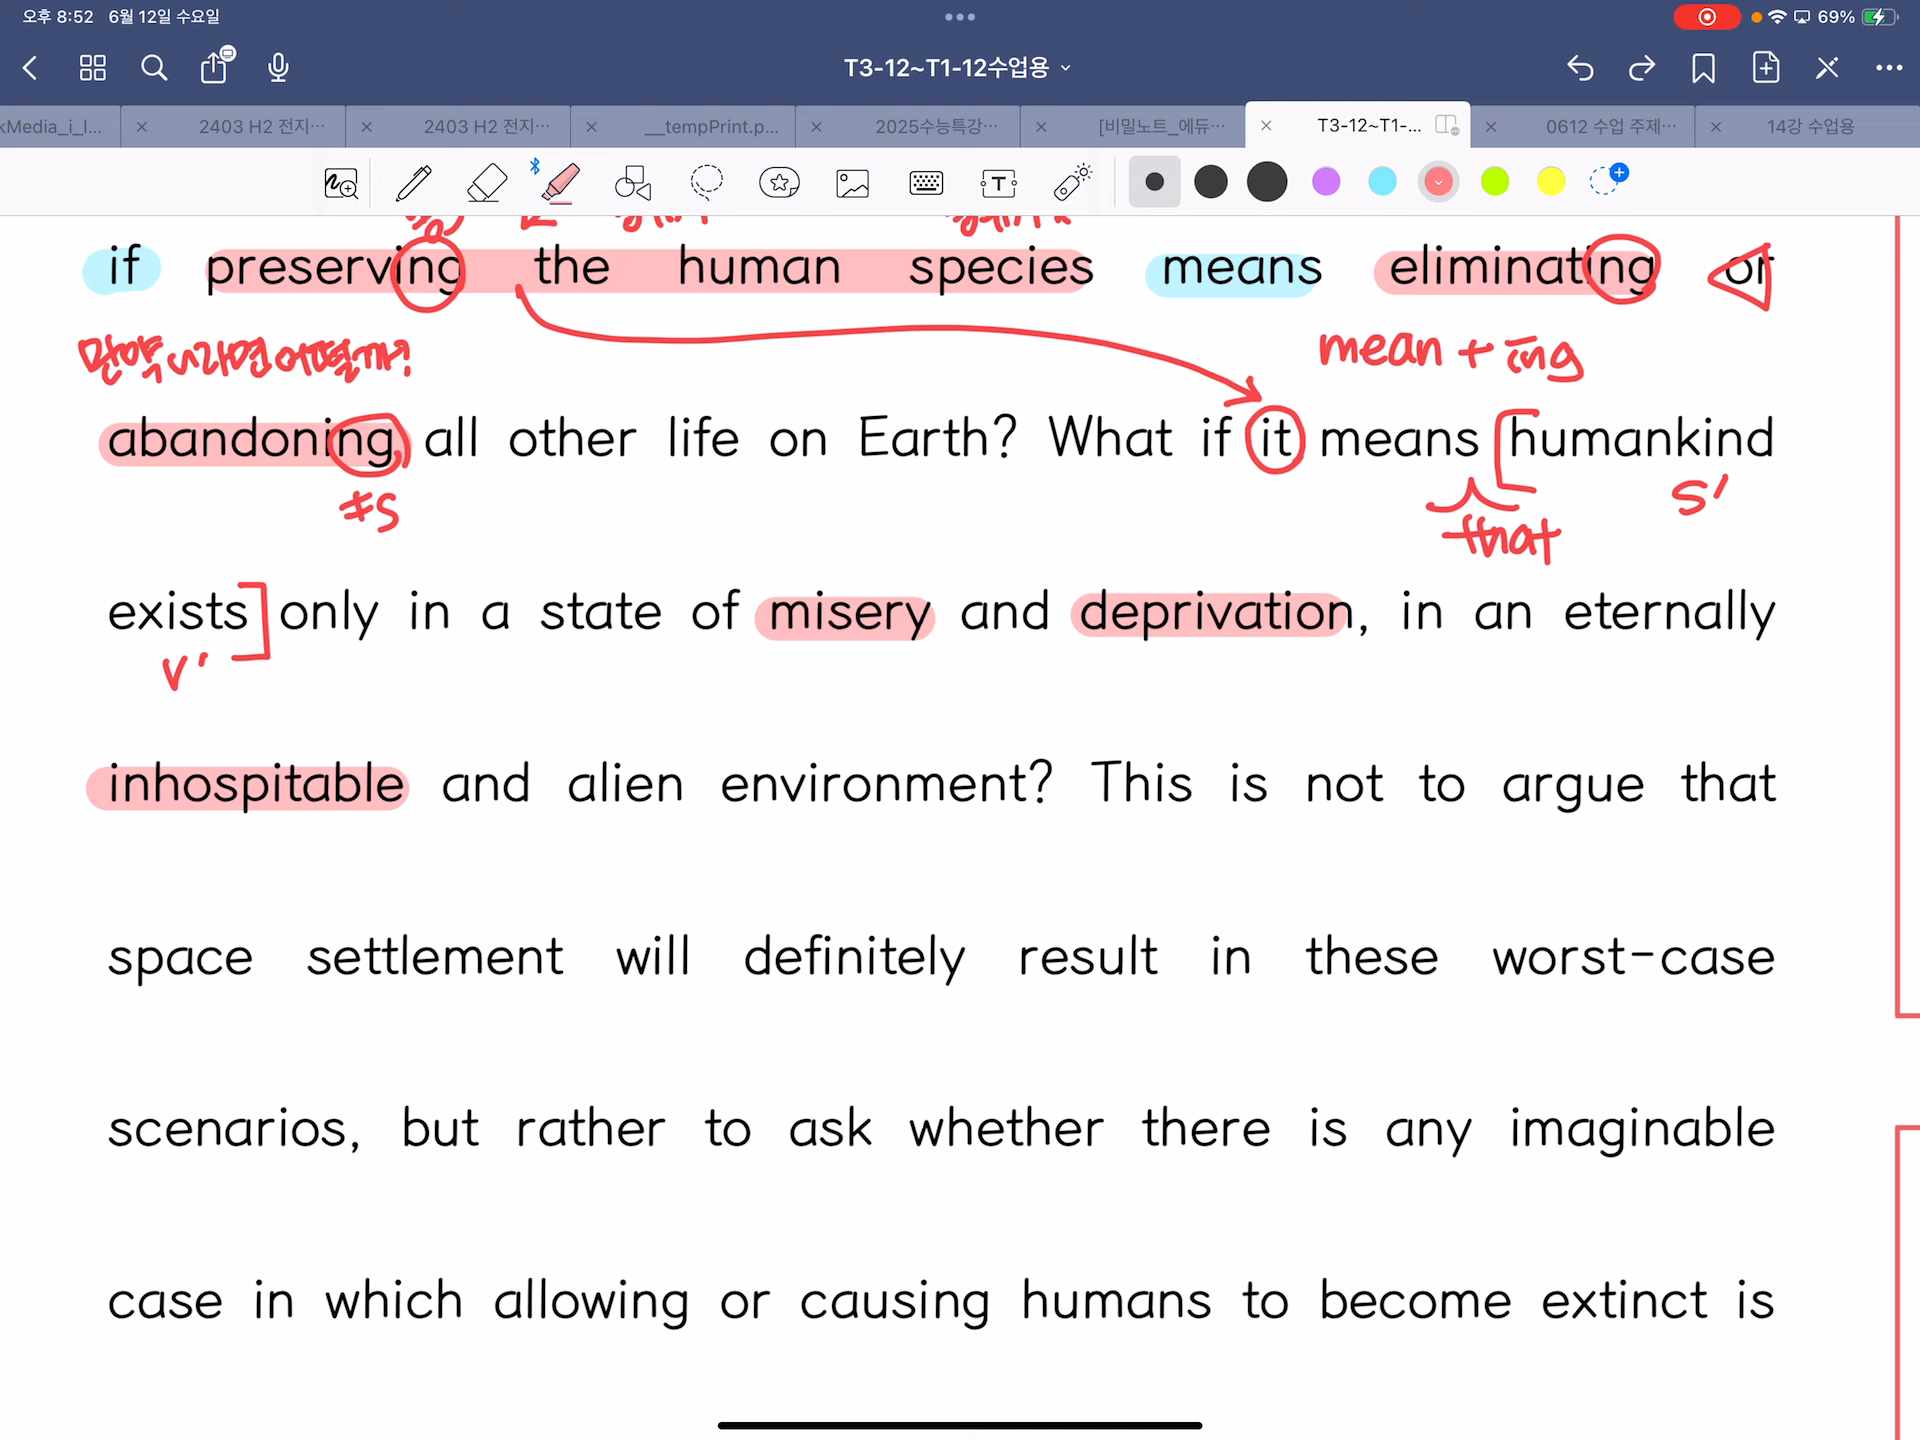 오후 8:52 6월 12일 수요일
69%
T3-12~T1-12수업용
kMedia_i_l...
2403 H2 전지...
2403 H2 전지...
__tempPrint.p...
2025수능특강...
[비밀노트_에듀...
T3-12~T1-...
0612 수업 주제...
14강 수업용
if preserving the human species means eliminating or
만약 ~라면 어떨까?
mean + ing
abandoning all other life on Earth? What if it means humankind
≠s
that
s'
exists only in a state of misery and deprivation, in an eternally
v'
inhospitable and alien environment? This is not to argue that
space settlement will definitely result in these worst-case
scenarios, but rather to ask whether there is any imaginable
case in which allowing or causing humans to become extinct is